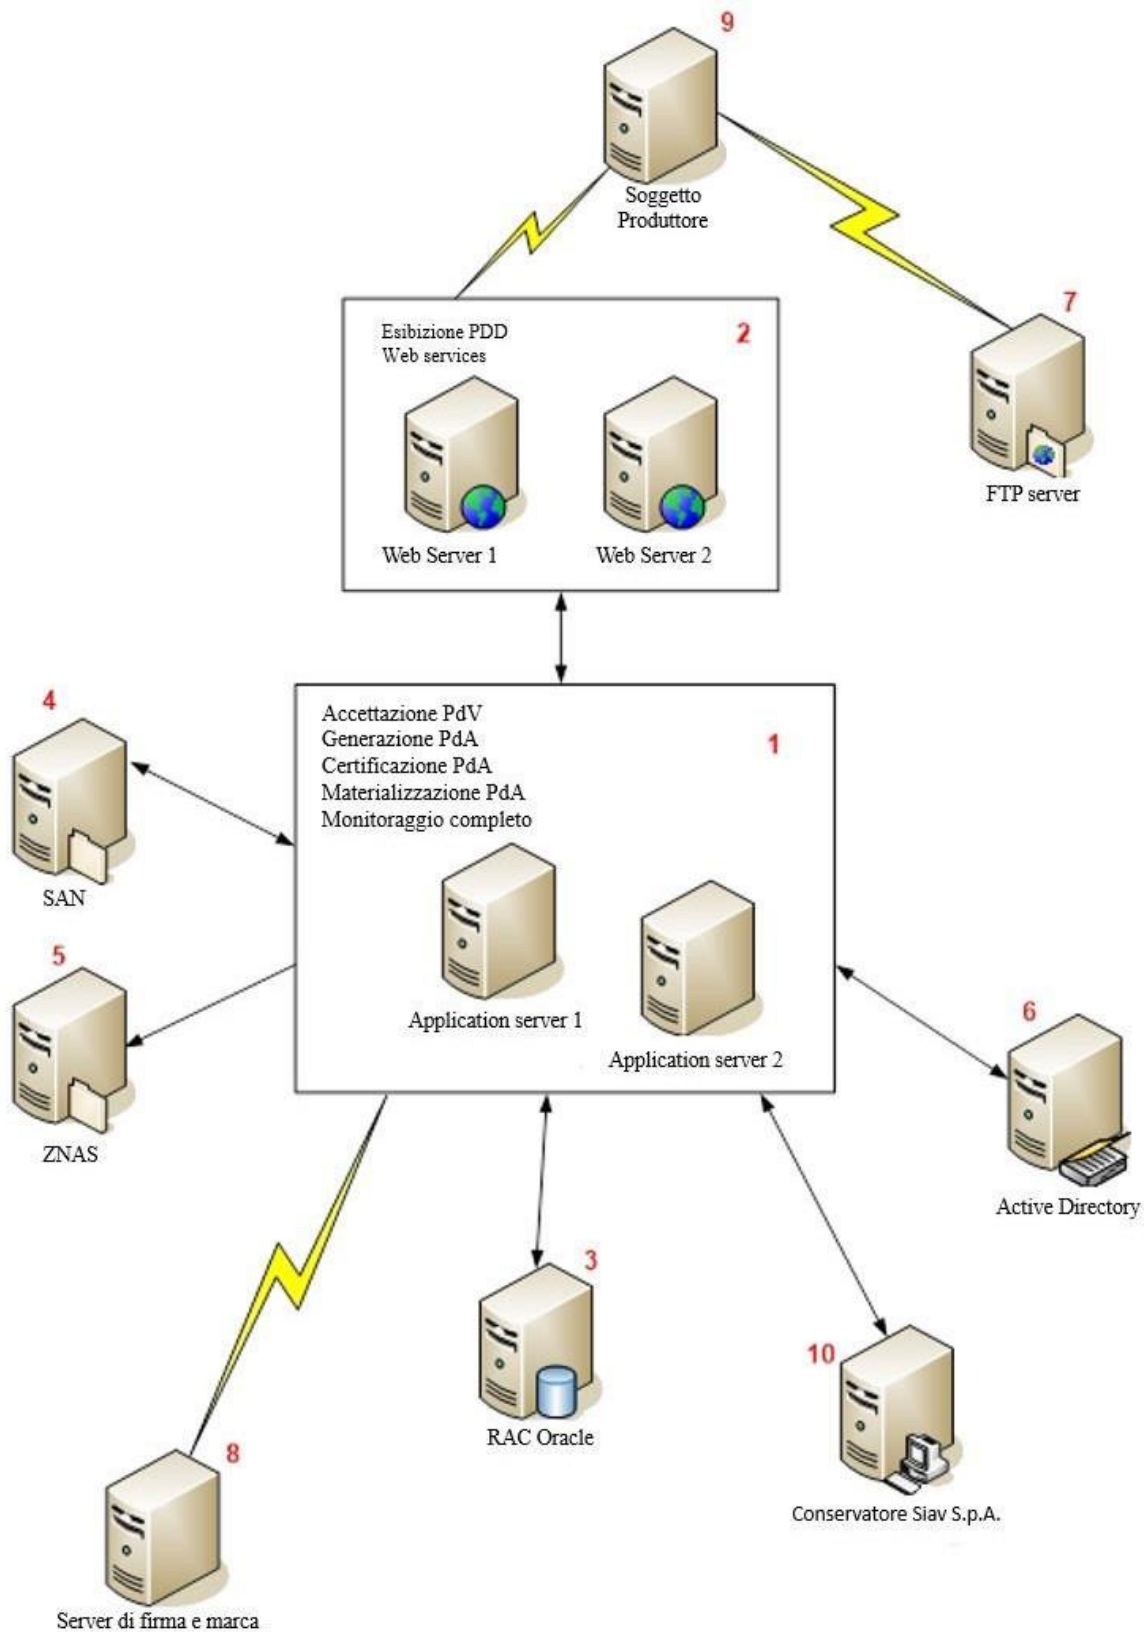 9
Soggetto
Produttore
7
FTP server
2
Esibizione PDD
Web services
Web Server 1
Web Server 2
4
SAN
5
ZNAS
1
Accettazione PdV
Generazione PdA
Certificazione PdA
Materializzazione PdA
Monitoraggio completo
Application server 1
Application server 2
6
Active Directory
3
RAC Oracle
10
Conservatore Siav S.p.A.
8
Server di firma e marca